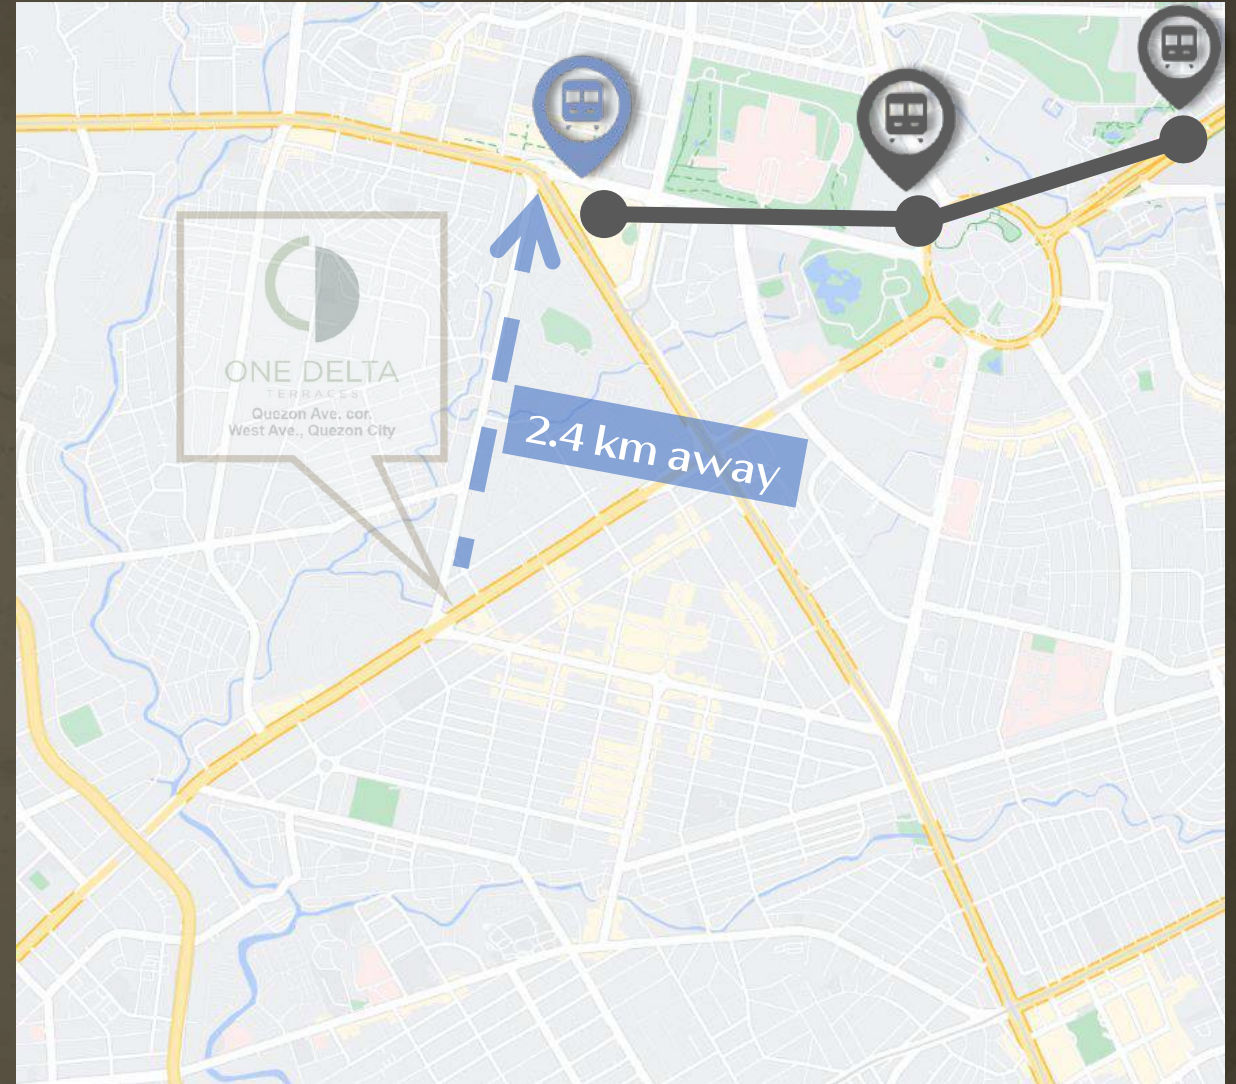 ONE DELTA
TERRACES
Quezon Ave. cor.
West Ave., Quezon City
2.4 km away